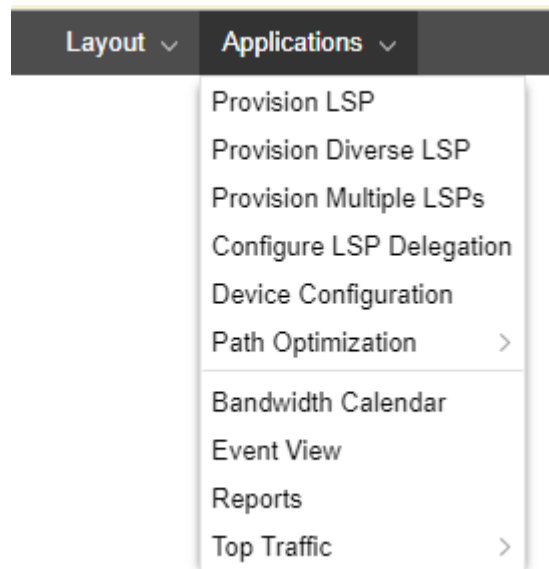 Layout Applications
Provision LSP
Provision Diverse LSP
Provision Multiple LSPs
Configure LSP Delegation
Device Configuration
Path Optimization
Bandwidth Calendar
Event View
Reports
Top Traffic